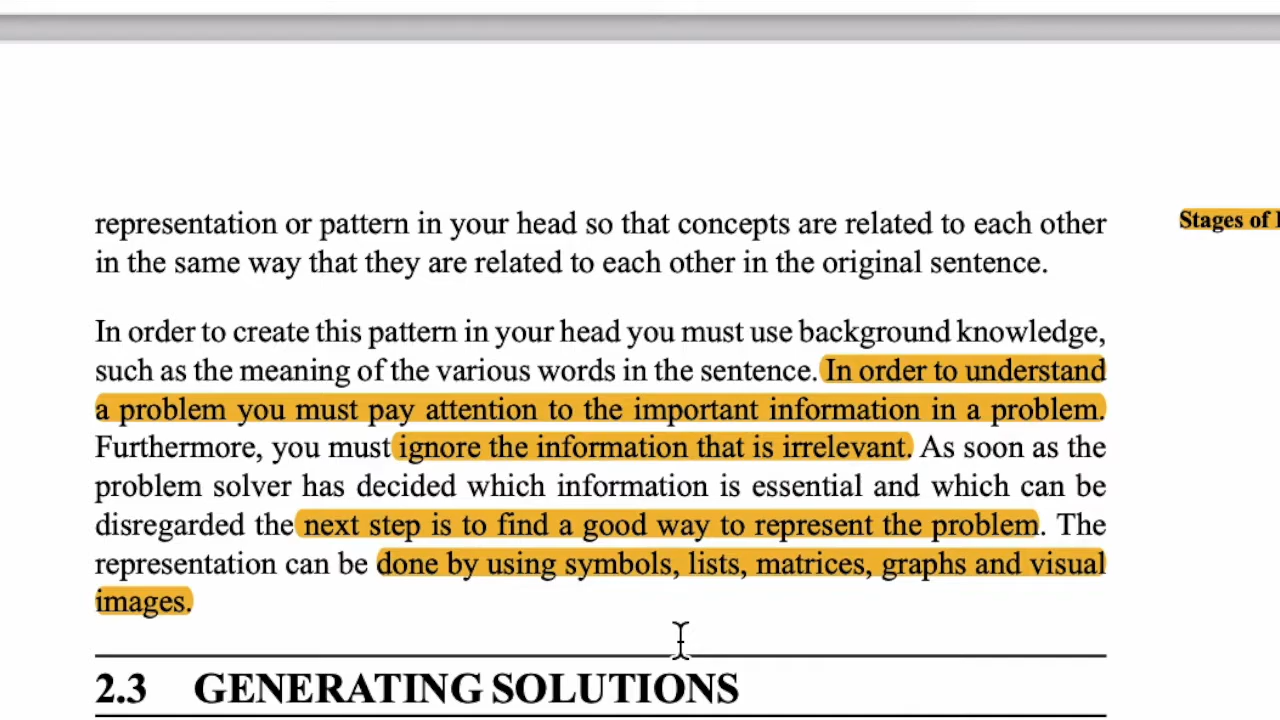 representation or pattern in your head so that concepts are related to each other
in the same way that they are related to each other in the original sentence.
Stages of
In order to create this pattern in your head you must use background knowledge,
such as the meaning of the various words in the sentence. In order to understand
a problem you must pay attention to the important information in a problem.
Furthermore, you must ignore the information that is irrelevant. As soon as the
problem solver has decided which information is essential and which can be
disregarded the next step is to find a good way to represent the problem. The
representation can be done by using symbols, lists, matrices, graphs and visual
images.
2.3 GENERATING SOLUTIONS